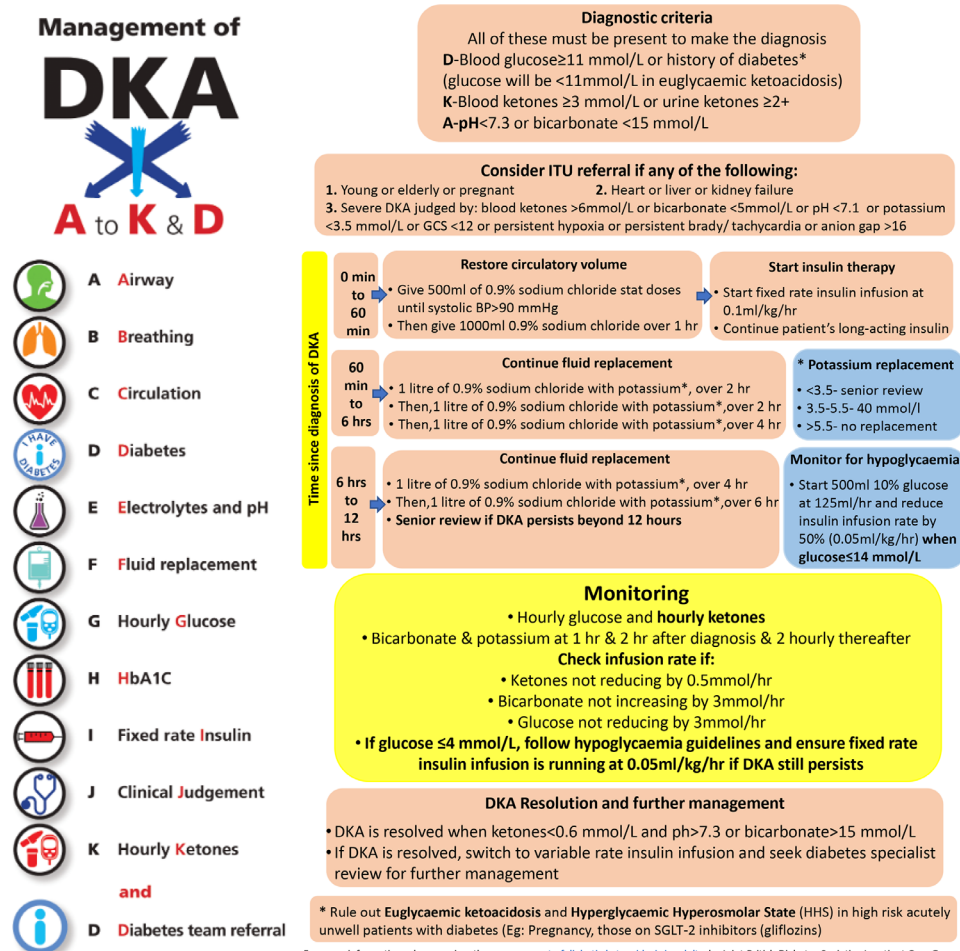 Management of
DKA
A to K & D
A Airway
B Breathing
C Circulation
I HAVE
DIABETES
D Diabetes
E Electrolytes and pH
F Fluid replacement
G Hourly Glucose
H HbA1C
I Fixed rate Insulin
J Clinical Judgement
K Hourly Ketones
and
D Diabetes team referral
Diagnostic criteria
All of these must be present to make the diagnosis
D-Blood glucose≥11 mmol/L or history of diabetes*
(glucose will be <11mmol/L in euglycaemic ketoacidosis)
K-Blood ketones ≥3 mmol/L or urine ketones ≥2+
A-pH<7.3 or bicarbonate <15 mmol/L
Consider ITU referral if any of the following:
1. Young or elderly or pregnant 2. Heart or liver or kidney failure
3. Severe DKA judged by: blood ketones >6mmol/L or bicarbonate <5mmol/L or pH <7.1 or potassium
<3.5 mmol/L or GCS <12 or persistent hypoxia or persistent brady/ tachycardia or anion gap >16
Time since diagnosis of DKA
0 min
to
60
min
Restore circulatory volume
• Give 500ml of 0.9% sodium chloride stat doses
until systolic BP>90 mmHg
• Then give 1000ml 0.9% sodium chloride over 1 hr
Start insulin therapy
• Start fixed rate insulin infusion at
0.1ml/kg/hr
• Continue patient's long-acting insulin
60
min
to
6 hrs
Continue fluid replacement
• 1 litre of 0.9% sodium chloride with potassium*, over 2 hr
• Then,1 litre of 0.9% sodium chloride with potassium*,over 2 hr
• Then,1 litre of 0.9% sodium chloride with potassium*,over 4 hr
* Potassium replacement
• <3.5- senior review
• 3.5-5.5- 40 mmol/l
• >5.5- no replacement
6 hrs
to
12
hrs
Continue fluid replacement
• 1 litre of 0.9% sodium chloride with potassium*, over 4 hr
• Then,1 litre of 0.9% sodium chloride with potassium*,over 6 hr
• Senior review if DKA persists beyond 12 hours
Monitor for hypoglycaemia
• Start 500ml 10% glucose
at 125ml/hr and reduce
insulin infusion rate by
50% (0.05ml/kg/hr) when
glucose≤14 mmol/L
Monitoring
• Hourly glucose and hourly ketones
• Bicarbonate & potassium at 1 hr & 2 hr after diagnosis & 2 hourly thereafter
Check infusion rate if:
• Ketones not reducing by 0.5mmo/hr
• Bicarbonate not increasing by 3mmol/hr
• Glucose not reducing by 3mmo/hr
• If glucose ≤4 mmo/L, follow hypoglycaemia guidelines and ensure fixed rate
insulin infusion is running at 0.05ml/kg/hr if DKA still persists
DKA Resolution and further management
• DKA is resolved when ketones<0.6 mmol/L and ph>7.3 or bicarbonate>15 mmol/L
• If DKA is resolved, switch to variable rate insulin infusion and seek diabetes specialist
review for further management
* Rule out Euglycaemic ketoacidosis and Hyperglycaemic Hyperosmolar State (HHS) in high risk acutely
unwell patients with diabetes (Eg: Pregnancy, those on SGLT-2 inhibitors (gliflozins)